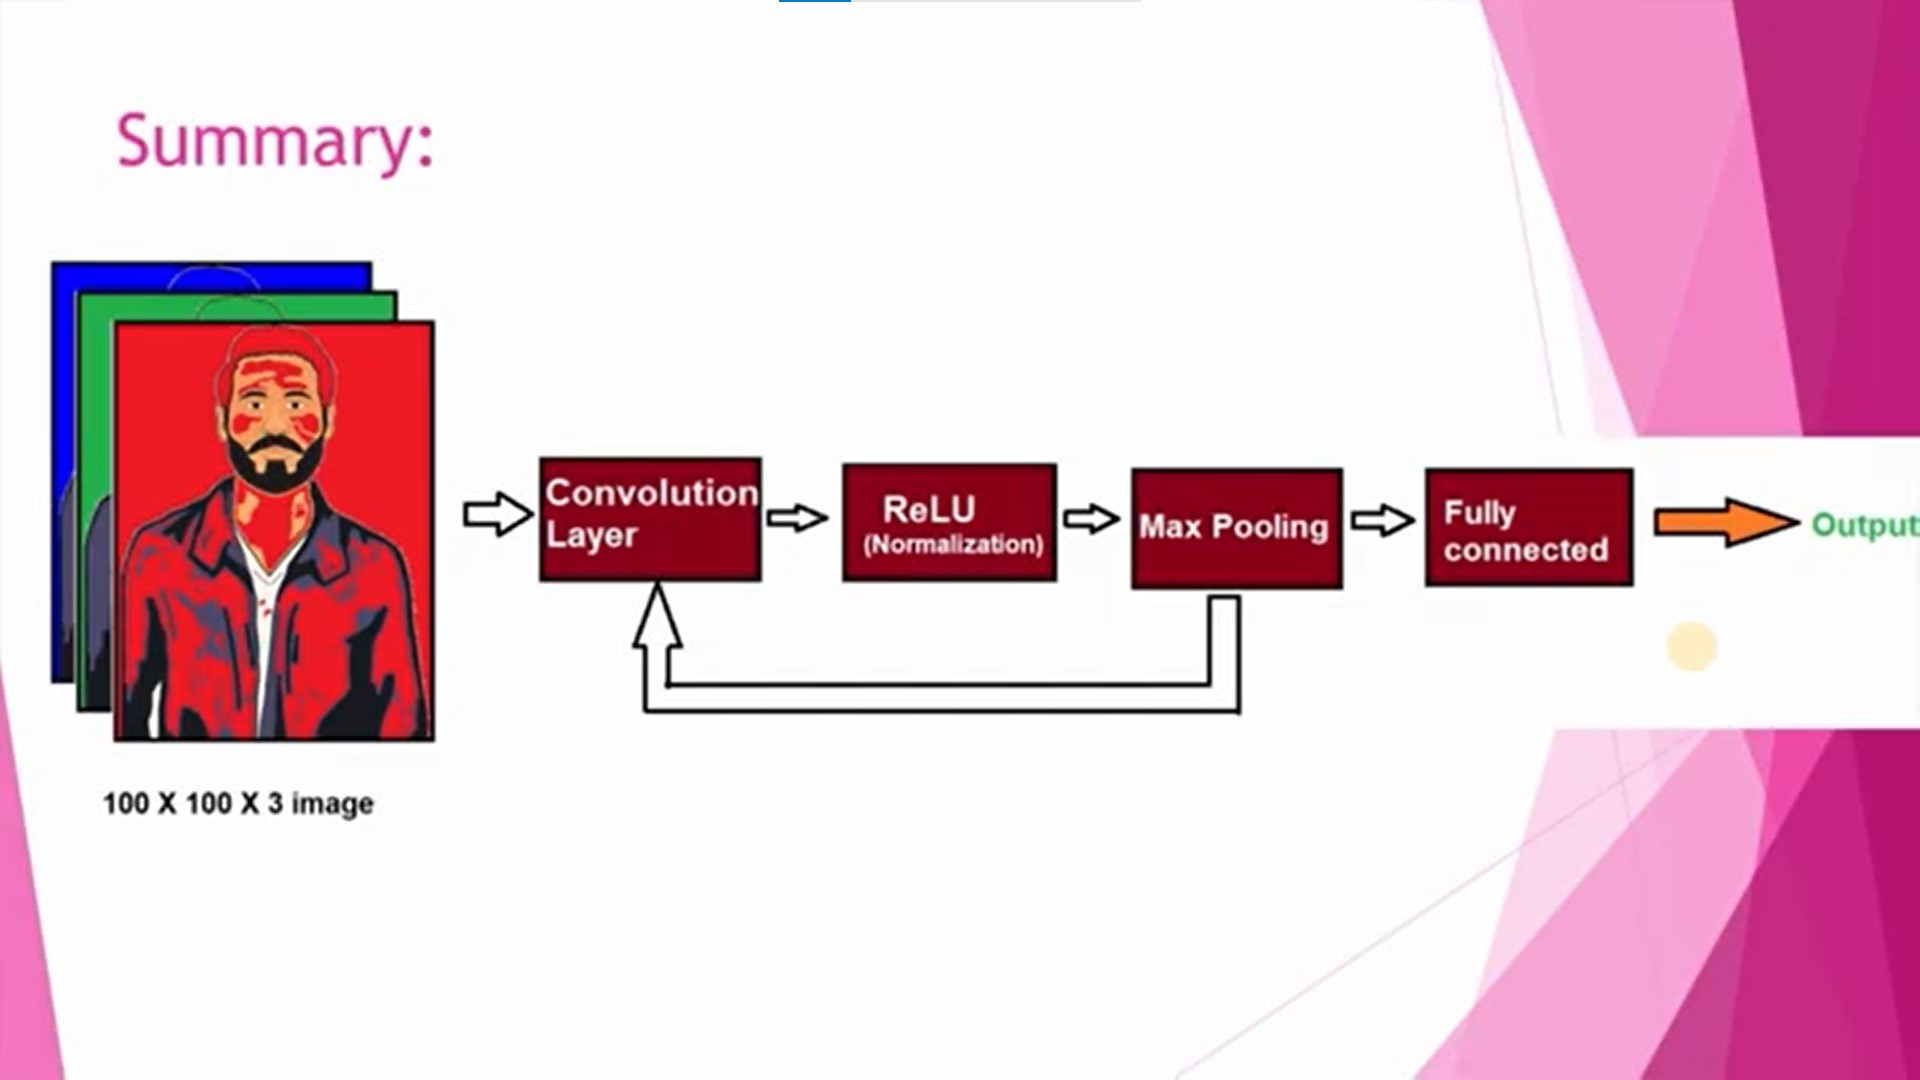 Summary:
Convolution
Layer
ReLU
(Normalization)
Max Pooling
Fully
connected
Output
100 X 100 X 3 image